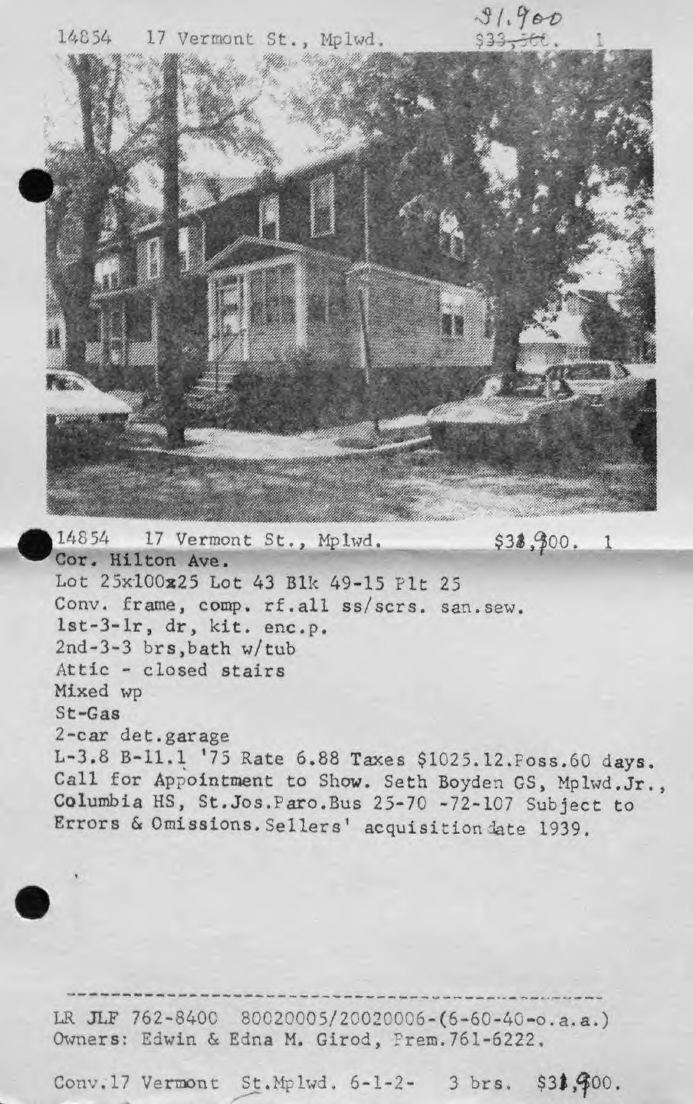 31,900
14854 17 Vermont St., Mplwd. $33,500. 1
14854 17 Vermont St., Mplwd. $31,900. 1
Cor. Hilton Ave.
Lot 25x100x25 Lot 43 Blk 49-15 Plt 25
Conv. frame, comp. rf.all ss/scrs. san.sew.
1st-3-lr, dr, kit. enc.p.
2nd-3-3 brs,bath w/tub
Attic - closed stairs
Mixed wp
St-Gas
2-car det.garage
L-3.8 B-11.1 '75 Rate 6.88 Taxes $1025.12.Poss.60 days.
Call for Appointment to Show. Seth Boyden GS, Mplwd.Jr.,
Columbia HS, St.Jos.Paro.Bus 25-70 -72-107 Subject to
Errors & Omissions.Sellers' acquisition date 1939.
LR JLF 762-8400 80020005/20020006-(6-60-40-o.a.a.)
Owners: Edwin & Edna M. Girod, Prem.761-6222.
Conv.17 Vermont St.Mplwd. 6-1-2- 3 brs. $31,900.